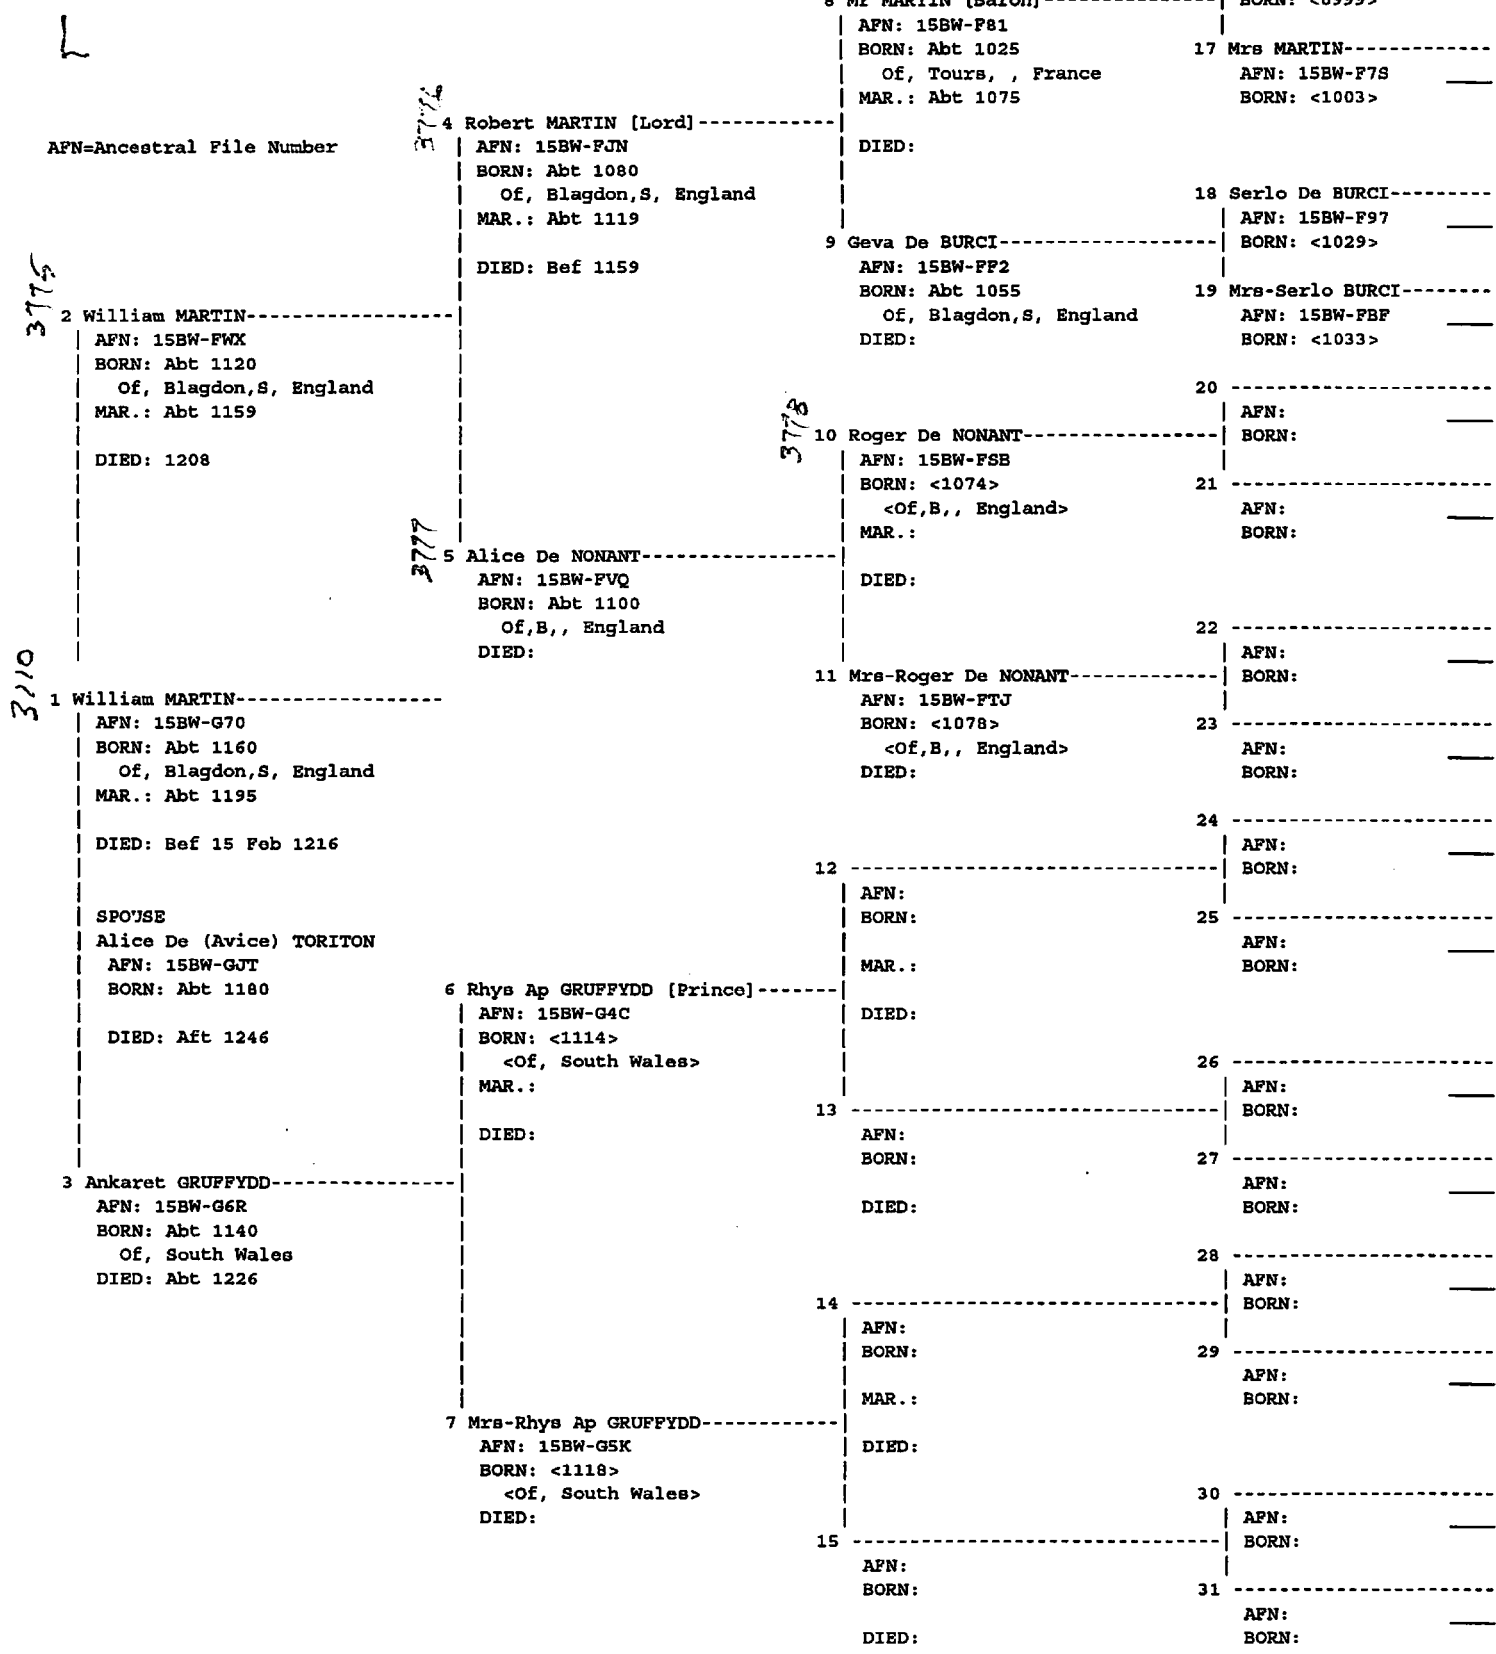 8 Mr MARTIN [Baron]
AFN: 15BW-F81
BORN: Abt 1025
Of, Tours, , France
MAR.: Abt 1075
DIED:
BORN: <0999>
17 Mrs MARTIN
AFN: 15BW-F7S
BORN: <1003>
AFN=Ancestral File Number
3776
4 Robert MARTIN [Lord]
AFN: 15BW-FJN
BORN: Abt 1080
Of, Blagdon,S, England
MAR.: Abt 1119
DIED: Bef 1159
18 Serlo De BURCI
AFN: 15BW-F97
BORN: <1029>
9 Geva De BURCI
AFN: 15BW-FF2
BORN: Abt 1055
Of, Blagdon,S, England
DIED:
19 Mrs-Serlo BURCI
AFN: 15BW-FBF
BORN: <1033>
3775
2 William MARTIN
AFN: 15BW-FWX
BORN: Abt 1120
Of, Blagdon,S, England
MAR.: Abt 1159
DIED: 1208
20
AFN:
BORN:
3778
10 Roger De NONANT
AFN: 15BW-FSB
BORN: <1074>
<Of,B,, England>
MAR.:
DIED:
21
AFN:
BORN:
3777
5 Alice De NONANT
AFN: 15BW-FVQ
BORN: Abt 1100
Of,B,, England
DIED:
22
AFN:
BORN:
11 Mrs-Roger De NONANT
AFN: 15BW-FTJ
BORN: <1078>
<Of,B,, England>
DIED:
23
AFN:
BORN:
3110
1 William MARTIN
AFN: 15BW-G70
BORN: Abt 1160
Of, Blagdon,S, England
MAR.: Abt 1195
DIED: Bef 15 Feb 1216
SPOUSE
Alice De (Avice) TORITON
AFN: 15BW-GJT
BORN: Abt 1180
DIED: Aft 1246
24
AFN:
BORN:
12
AFN:
BORN:
MAR.:
DIED:
25
AFN:
BORN:
6 Rhys Ap GRUFFYDD [Prince]
AFN: 15BW-G4C
BORN: <1114>
<Of, South Wales>
MAR.:
DIED:
26
AFN:
BORN:
13
AFN:
BORN:
DIED:
27
AFN:
BORN:
3 Ankaret GRUFFYDD
AFN: 15BW-G6R
BORN: Abt 1140
Of, South Wales
DIED: Abt 1226
28
AFN:
BORN:
14
AFN:
BORN:
MAR.:
DIED:
29
AFN:
BORN:
7 Mrs-Rhys Ap GRUFFYDD
AFN: 15BW-G5K
BORN: <1118>
<Of, South Wales>
DIED:
30
AFN:
BORN:
15
AFN:
BORN:
DIED:
31
AFN:
BORN: